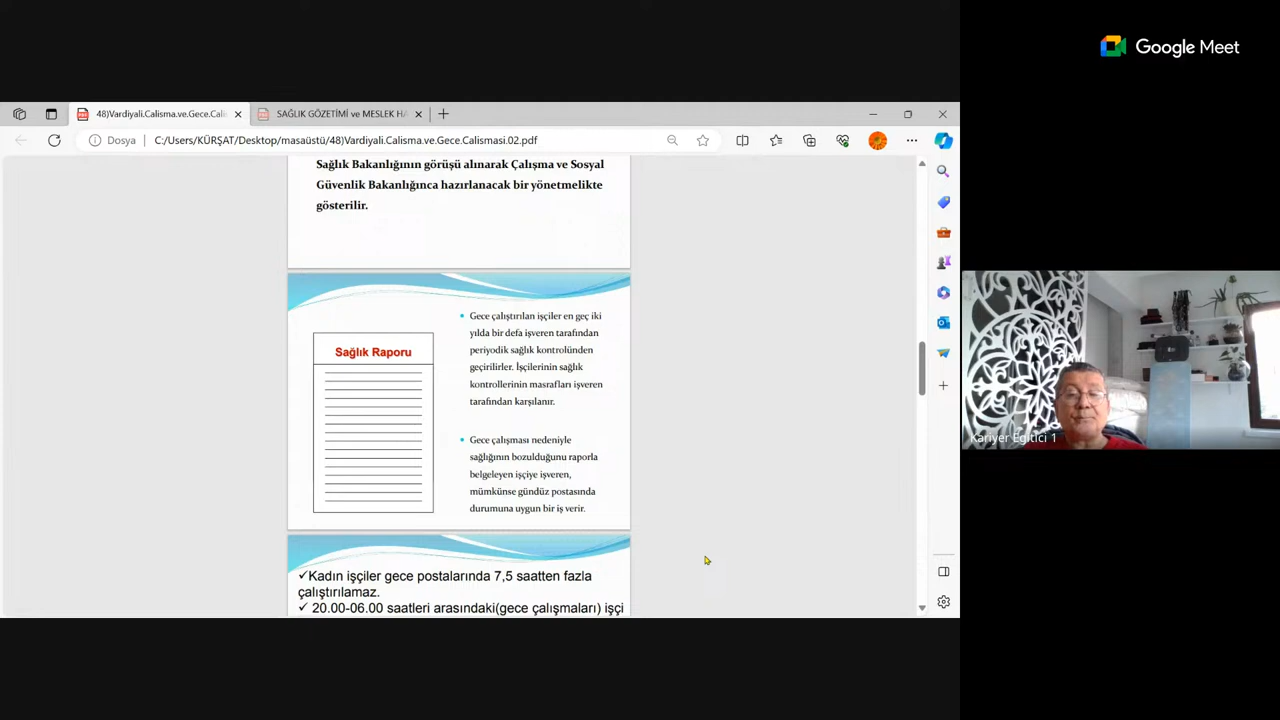 Google Meet
48)Vardiyali.Calisma.ve.Gece.Cali
SAĞLIK GÖZETİMİ ve MESLEK HA
Dosya
C:/Users/KÜRŞAT/Desktop/masaüstü/48)Vardiyali.Calisma.ve.Gece.Calismasi.02.pdf
Sağlık Bakanlığının görüşü alınarak Çalışma ve Sosyal
Güvenlik Bakanlığınca hazırlanacak bir yönetmelikte
gösterilir.
Sağlık Raporu
• Gece çalıştırılan işçiler en geç iki
yılda bir defa işveren tarafından
periyodik sağlık kontrolünden
geçirilirler. İşçilerinin sağlık
kontrollerinin masrafları işveren
tarafından karşılanır.
• Gece çalışması nedeniyle
sağlığının bozulduğunu raporla
belgeleyen işçiye işveren,
mümkünse gündüz postasında
durumuna uygun bir iş verir.
✓Kadın işçiler gece postalarında 7,5 saatten fazla
çalıştırılamaz.
✓ 20.00-06.00 saatleri arasındaki(gece çalışmaları) işçi
Kariyer Eğitici 1